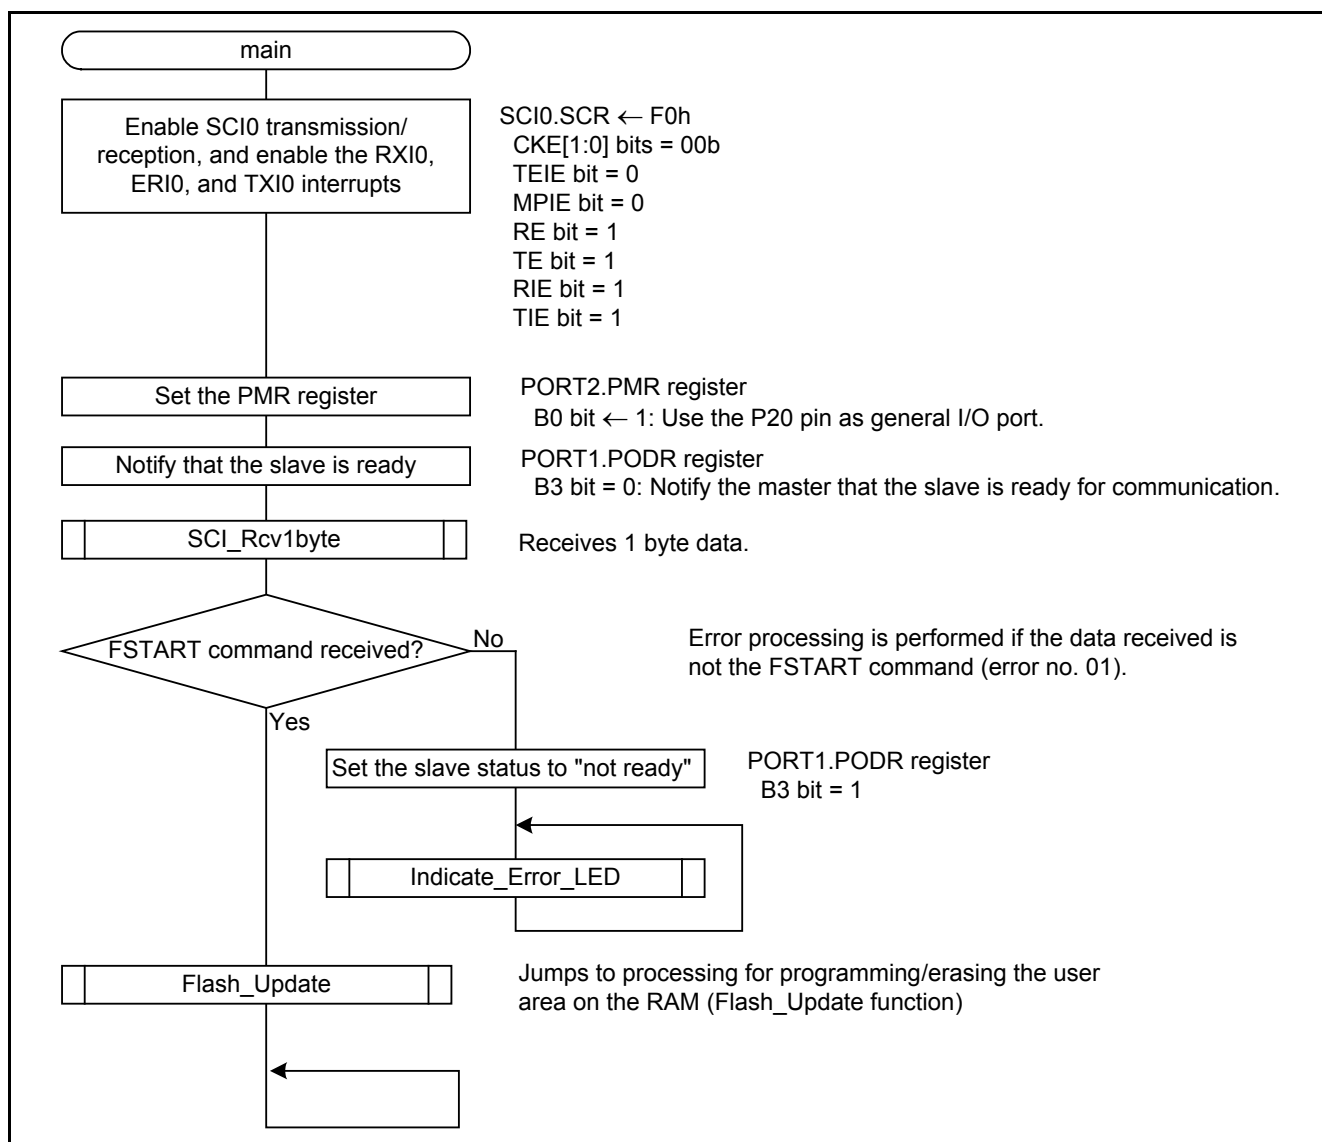 main
Enable SCI0 transmission/
reception, and enable the RXI0,
ERI0, and TXI0 interrupts
SCI0.SCR ← F0h
CKE[1:0] bits = 00b
TEIE bit = 0
MPIE bit = 0
RE bit = 1
TE bit = 1
RIE bit = 1
TIE bit = 1
Set the PMR register
PORT2.PMR register
B0 bit ← 1: Use the P20 pin as general I/O port.
Notify that the slave is ready
PORT1.PODR register
B3 bit = 0: Notify the master that the slave is ready for communication.
SCI_Rcv1byte
Receives 1 byte data.
FSTART command received?
No
Error processing is performed if the data received is
not the FSTART command (error no. 01).
Yes
Set the slave status to "not ready"
PORT1.PODR register
B3 bit = 1
Indicate_Error_LED
Flash_Update
Jumps to processing for programming/erasing the user
area on the RAM (Flash_Update function)